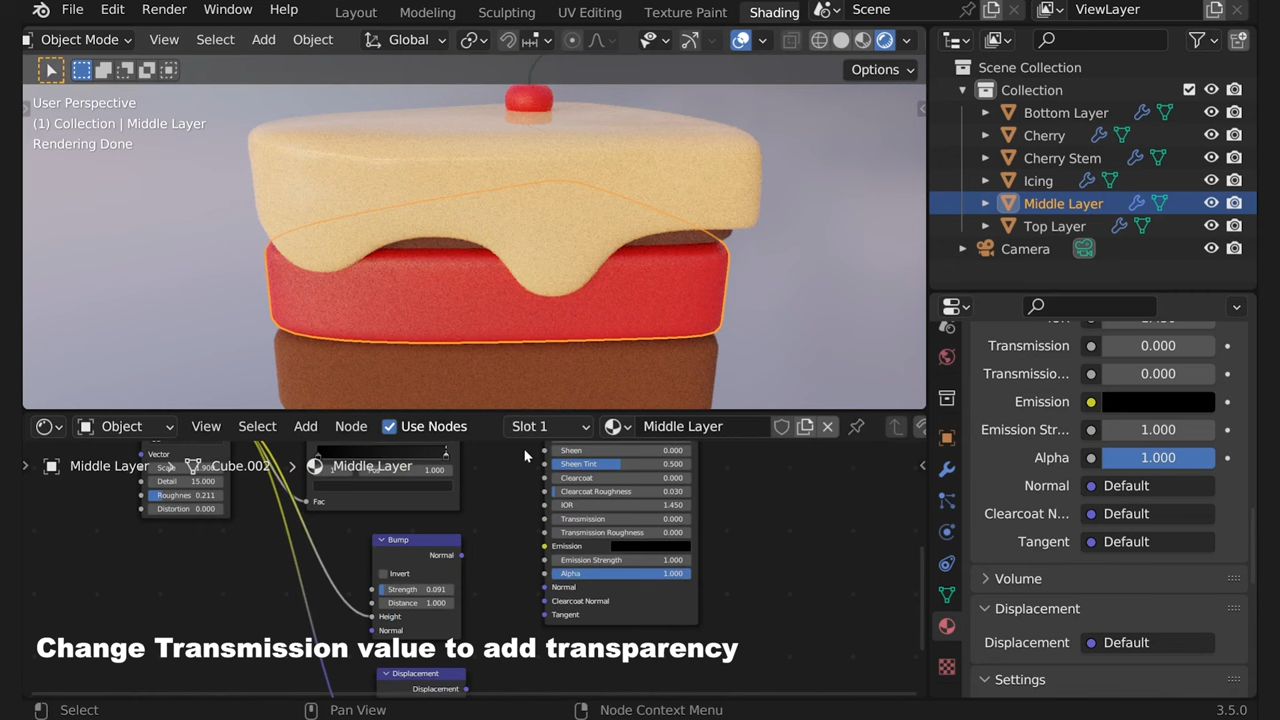 File Edit Render Window Help Layout Modeling Sculpting UV Editing Texture Paint Shading Scene ViewLayer
Object Mode View Select Add Object Global
Options
User Perspective
(1) Collection | Middle Layer
Rendering Done
Scene Collection
Collection
Bottom Layer
Cherry
Cherry Stem
Icing
Middle Layer
Top Layer
Camera
Transmission 0.000
Transmissio... 0.000
Emission
Emission Str... 1.000
Alpha 1.000
Normal Default
Clearcoat N... Default
Tangent Default
Volume
Displacement
Displacement Default
Settings
Object View Select Add Node Use Nodes Slot 1 Middle Layer
Middle Layer Cube.002 Middle Layer
Vector
Detail 15.000
Roughnes 0.211
Distortion 0.000
1.000
Fac
Bump
Normal
Invert
Strength 0.091
Distance 1.000
Height
Normal
Displacement
Displacement
Sheen 0.000
Sheen Tint 0.500
Clearcoat 0.000
Clearcoat Roughness 0.030
IOR 1.450
Transmission 0.000
Transmission Roughness 0.000
Emission
Emission Strength 1.000
Alpha 1.000
Normal
Clearcoat Normal
Tangent
Change Transmission value to add transparency
Select Pan View Node Context Menu 3.5.0